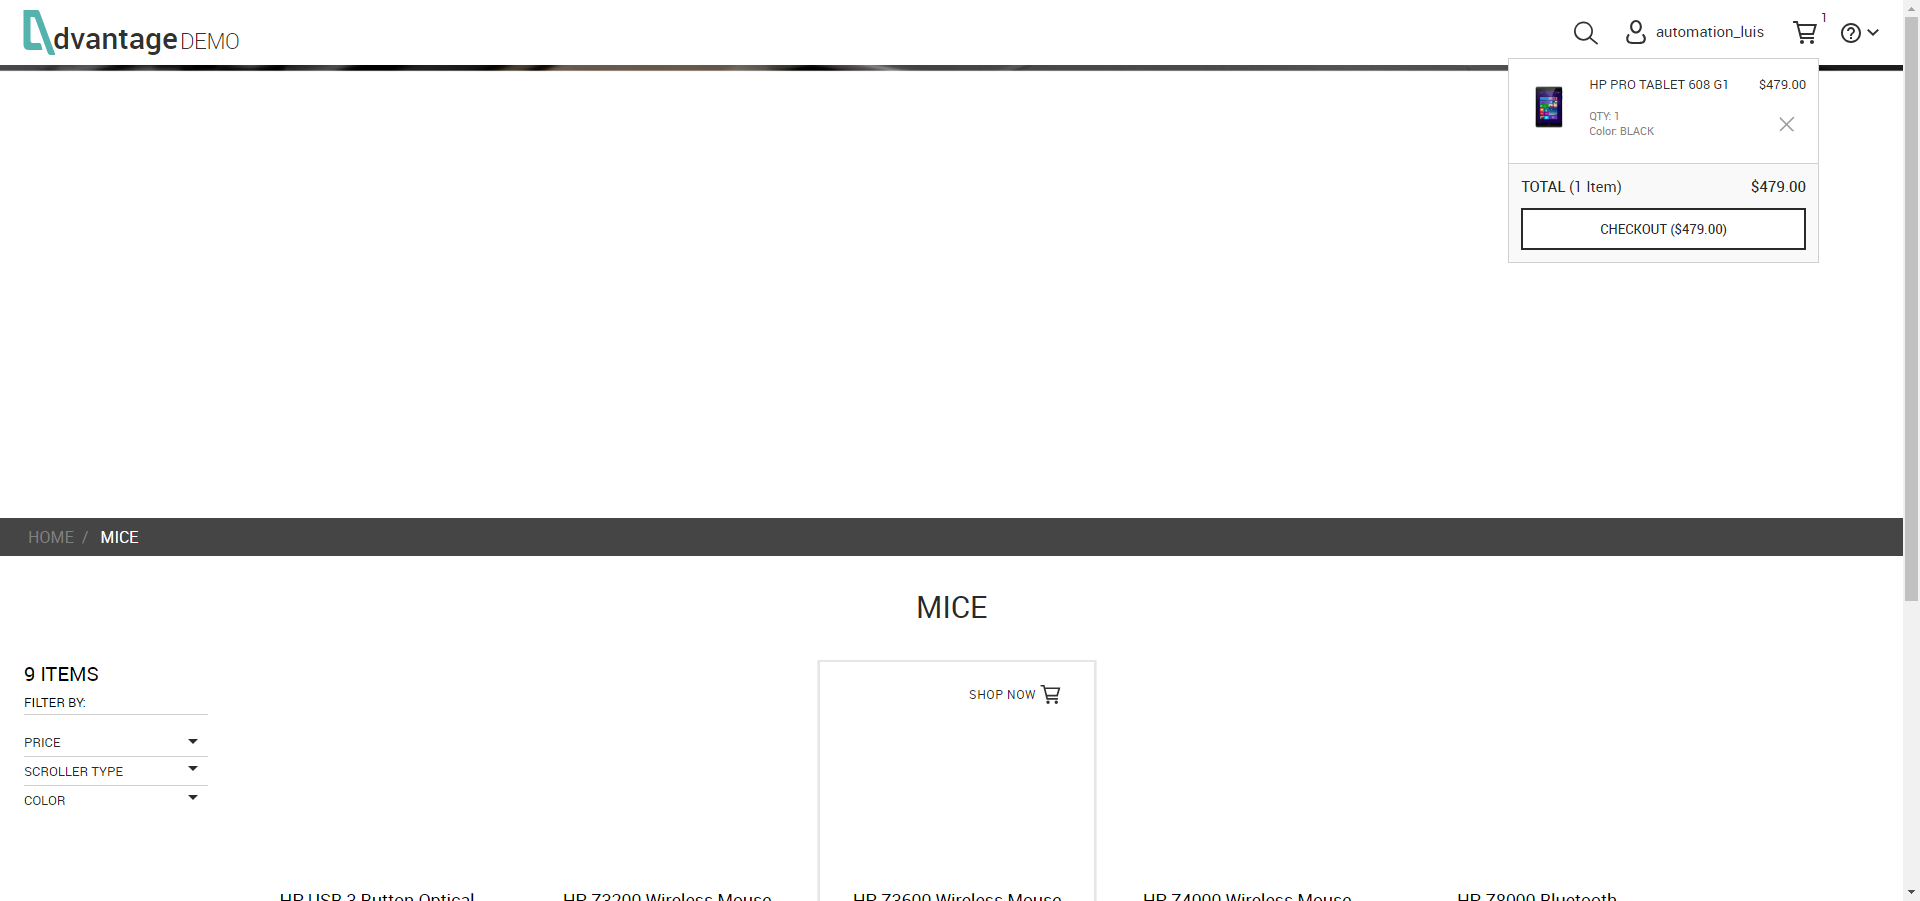 dvantage DEMO
automation_luis
1
HP PRO TABLET 608 G1 $479.00
QTY: 1
Color: BLACK
TOTAL (1 Item) $479.00
CHECKOUT ($479.00)
HOME / MICE
MICE
9 ITEMS
FILTER BY:
PRICE
SCROLLER TYPE
COLOR
SHOP NOW
HP USB 3 Button Optical
HP Z3200 Wireless Mouse
HP Z3600 Wireless Mouse
HP Z4000 Wireless Mouse
HP Z8000 Bluetooth